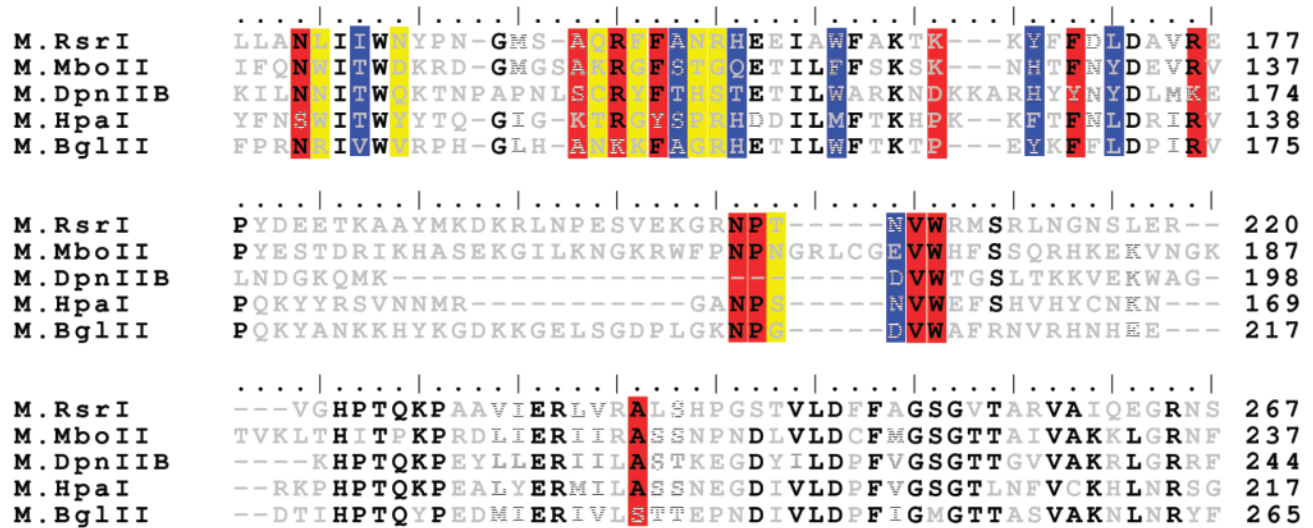 ....|....|....|....|....|....|....|....|....|....|
M.RsrI LLANLIIWNYPN-GMS-AQRFFANRHEEIAWFAKTK---KYFFDLDAVRE 177
M.MboII IFQNWITWDKRD-GMGSAKRGFSTGQETILFFSKSK---NHTFNYDEVRV 137
M.DpnIIB KILNNITWQKTNPAPNLSCRYFTHSTETILWARKNDKKARHYYNYDLMKE 174
M.HpaI YFNSWITWYYTQ-GIG-KTRGYSPRHDDILMFTKHPK--KFTFNLDRIRV 138
M.BglII FPRNRIVWVRPH-GLH-ANKKFAGRHETILWFTKTP---EYKFFLDPIRV 175
....|....|....|....|....|....|....|....|....|....|
M.RsrI PYDEETKAAYMKDKRLNPESVEKGRNPT-----NVWRMSRLNGNSLER-- 220
M.MboII PYESTDRIKHASEKGILKNGKRWFPNPNGRLCGEVWHFSSQRHKEKVNGK 187
M.DpnIIB LNDGKQMK-------------------------DVWTGSLTKKVEKWAG- 198
M.HpaI PQKYYRSVNNMR-----------GANPS-----NVWEFSHVHYCNKN--- 169
M.BglII PQKYANKKHYKGDKKGELSGDPLGKNPG-----DVWAFRNVRHNHEE--- 217
....|....|....|....|....|....|....|....|....|....|
M.RsrI ---VGHPTQKPAAVIERLVRALSHPGSTVLDFFAGSGVTARVAIQEGRNS 267
M.MboII TVKLTHITPKPRDLIERIIRASSNPNDLVLDCFMGSGTTAIVAKKLGRNF 237
M.DpnIIB ----KHPTQKPEYLLERIILASTKEGDYILDPFVGSGTTGVVAKRLGRRF 244
M.HpaI --RKPHPTQKPEALYERMILASSNEGDIVLDPFVGSGTLNFVCKHLNRSG 217
M.BglII --DTIHPTQYPEDMIERIVLSTTEPNDIVLDPFIGMGTTASVAKNLNRYF 265